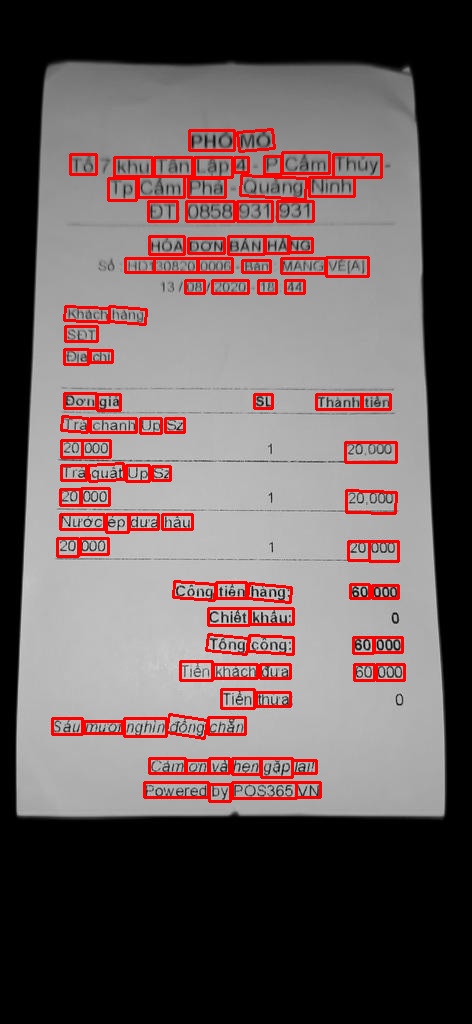 PHỐ MỚ
Tổ 7 khu Tân Lập 4 - P Cẩm Thủy -
Tp Cẩm Phả - Quảng Ninh
ĐT 0858 931 931
HÓA ĐƠN BÁN HÀNG
Số : HD130820 0006 - Bàn : MANG VỀ[A]
13 / 08 / 2020 - 18 : 44
Khách hàng
SĐT
Địa chỉ
Đơn giá SL Thành tiền
Trà chanh Up Sz
20,000 1 20,000
Trà quất Up Sz
20,000 1 20,000
Nước ép dưa hấu
20,000 1 20,000
Cộng tiền hàng: 60,000
Chiết khấu: 0
Tổng cộng: 60,000
Tiền khách đưa 60,000
Tiền thừa 0
Sáu mươi nghìn đồng chẵn
Cảm ơn và hẹn gặp lại!
Powered by POS365.VN